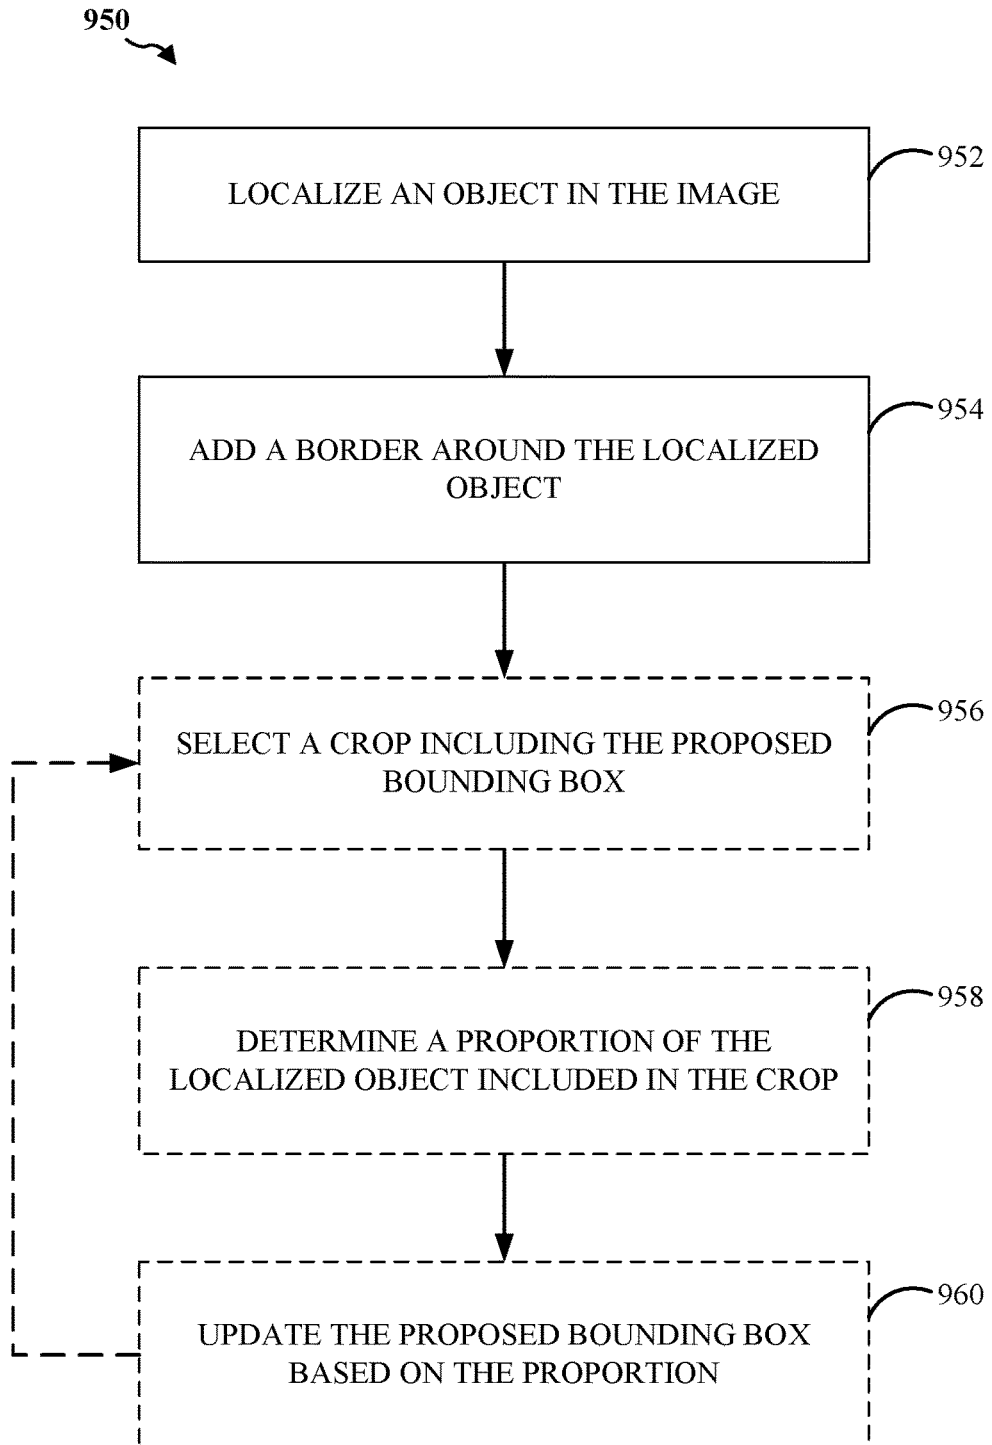 950
LOCALIZE AN OBJECT IN THE IMAGE
952
ADD A BORDER AROUND THE LOCALIZED
OBJECT
954
SELECT A CROP INCLUDING THE PROPOSED
BOUNDING BOX
956
DETERMINE A PROPORTION OF THE
LOCALIZED OBJECT INCLUDED IN THE CROP
958
UPDATE THE PROPOSED BOUNDING BOX
BASED ON THE PROPORTION
960